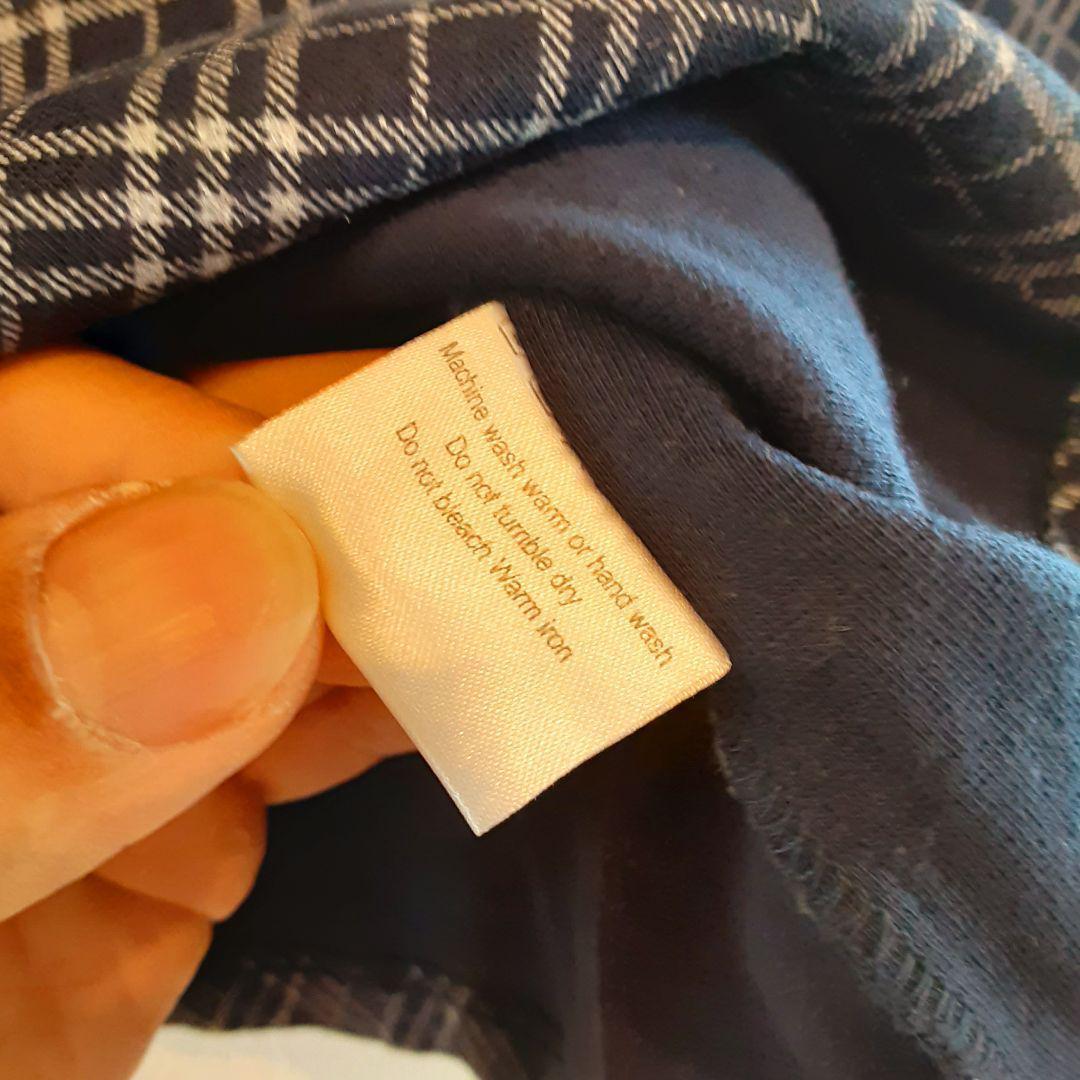 Machine wash warm or hand wash
Do not tumble dry
Do not bleach Warm iron